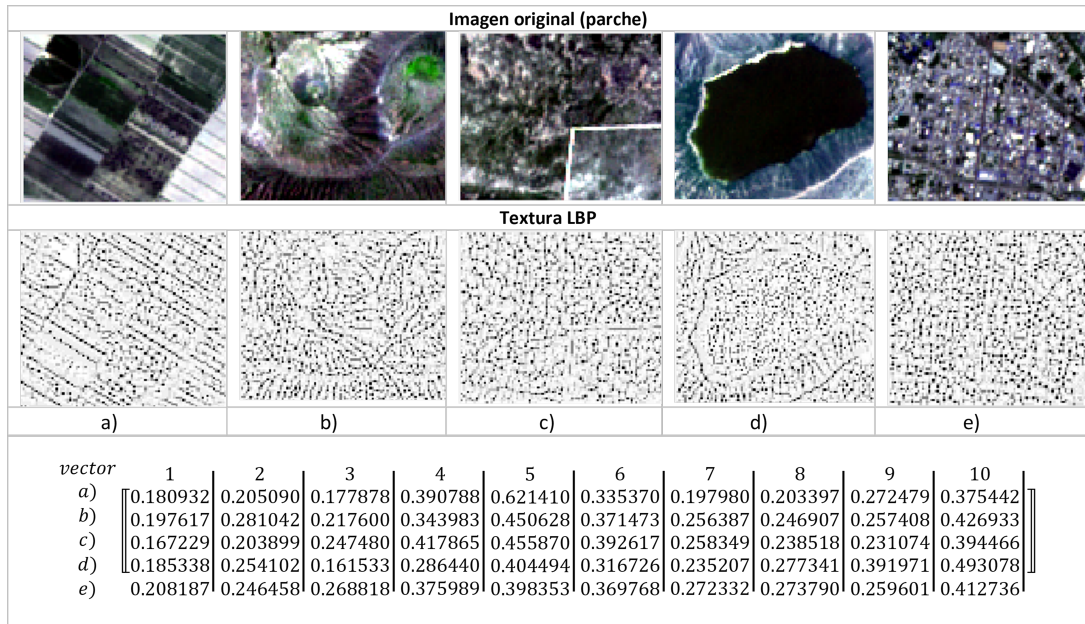 Imagen original (parche)
Textura LBP
a) b) c) d) e)
vector 1 2 3 4 5 6 7 8 9 10
a) 0.180932 0.205090 0.177878 0.390788 0.621410 0.335370 0.197980 0.203397 0.272479 0.375442
b) 0.197617 0.281042 0.217600 0.343983 0.450628 0.371473 0.256387 0.246907 0.257408 0.426933
c) 0.167229 0.203899 0.247480 0.417865 0.455870 0.392617 0.258349 0.238518 0.231074 0.394466
d) 0.185338 0.254102 0.161533 0.286440 0.404494 0.316726 0.235207 0.277341 0.391971 0.493078
e) 0.208187 0.246458 0.268818 0.375989 0.398353 0.369768 0.272332 0.273790 0.259601 0.412736